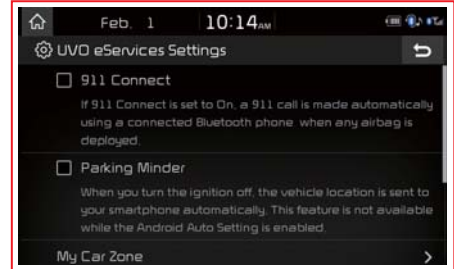 Feb. 1 10:14AM
UVO eServices Settings
911 Connect
If 911 Connect is set to On, a 911 call is made automatically
using a connected Bluetooth phone when any airbag is
deployed.
Parking Minder
When you turn the ignition off, the vehicle location is sent to
your smartphone automatically. This feature is not available
while the Android Auto Setting is enabled.
My Car Zone